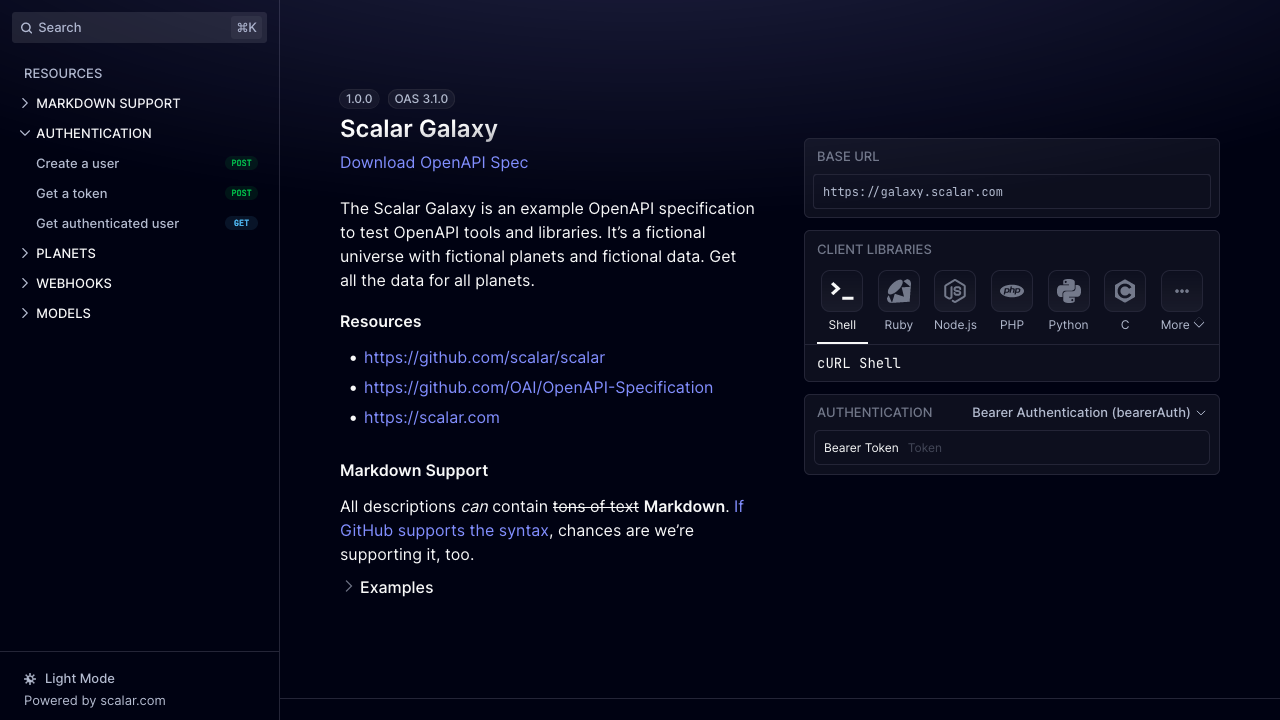 Search ⌘K
RESOURCES
MARKDOWN SUPPORT
AUTHENTICATION
Create a user POST
Get a token POST
Get authenticated user GET
PLANETS
WEBHOOKS
MODELS
Light Mode
Powered by scalar.com
1.0.0 OAS 3.1.0
Scalar Galaxy
Download OpenAPI Spec
The Scalar Galaxy is an example OpenAPI specification
to test OpenAPI tools and libraries. It’s a fictional
universe with fictional planets and fictional data. Get
all the data for all planets.
Resources
• https://github.com/scalar/scalar
• https://github.com/OAI/OpenAPI-Specification
• https://scalar.com
Markdown Support
All descriptions can contain tons of text Markdown. If
GitHub supports the syntax, chances are we’re
supporting it, too.
Examples
BASE URL
https://galaxy.scalar.com
CLIENT LIBRARIES
php
Shell Ruby Node.js PHP Python C More
cURL Shell
AUTHENTICATION Bearer Authentication (bearerAuth)
Bearer Token Token